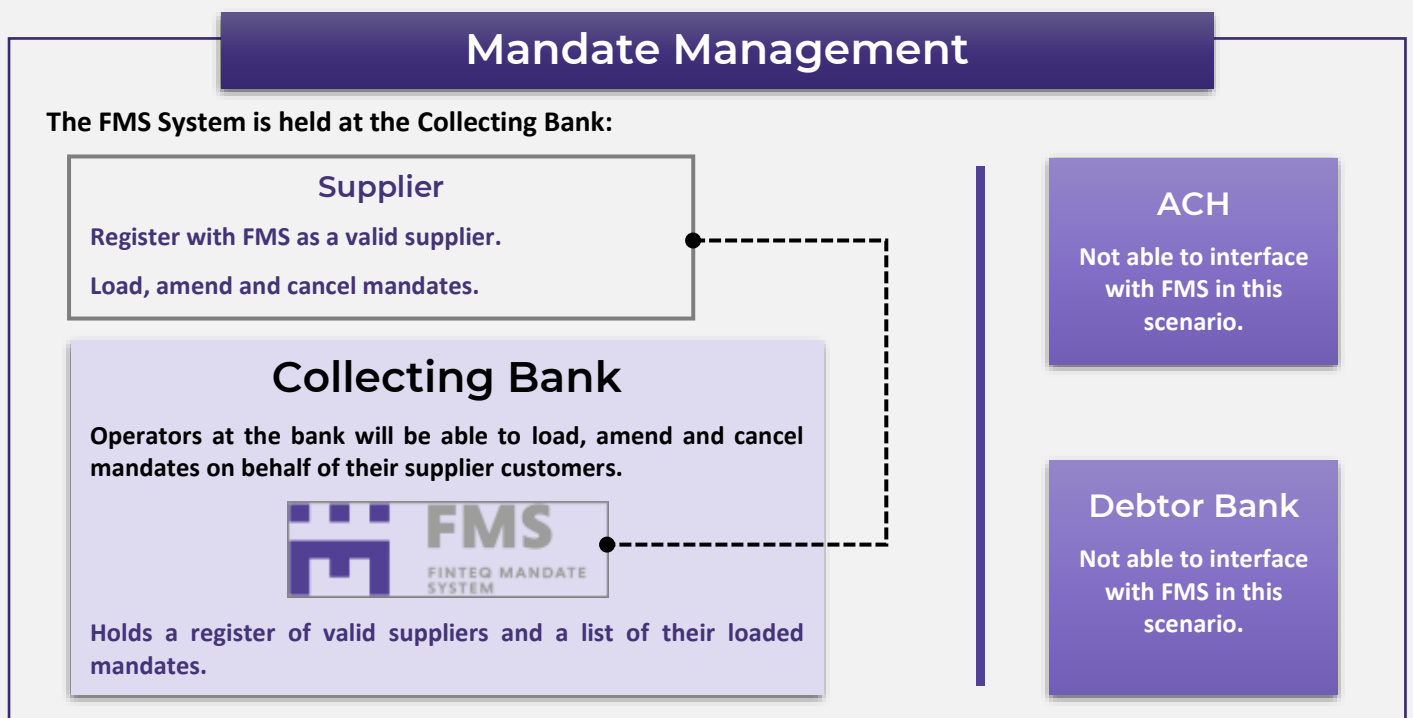 Mandate Management
The FMS System is held at the Collecting Bank:
Supplier
Register with FMS as a valid supplier.
Load, amend and cancel mandates.
Collecting Bank
Operators at the bank will be able to load, amend and cancel
mandates on behalf of their supplier customers.
FMS
FINTEQ MANDATE
SYSTEM
Holds a register of valid suppliers and a list of their loaded
mandates.
ACH
Not able to interface
with FMS in this
scenario.
Debtor Bank
Not able to interface
with FMS in this
scenario.